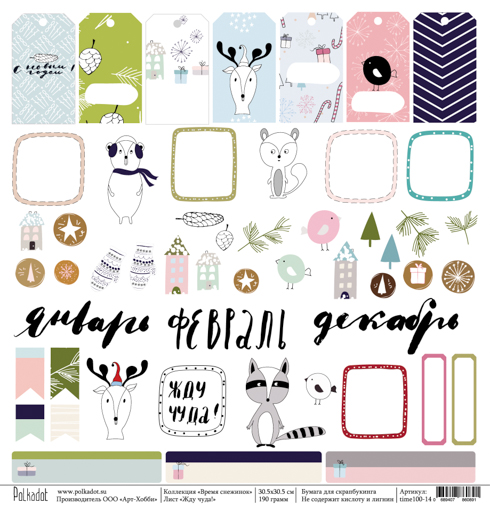 С новым
годом!
январь февраль декабрь
Жду
чуда!
Polkadot
www.polkadot.su
Производитель ООО «Арт-Хобби»
Коллекция «Время снежинок»
Лист «Жду чуда!»
30.5x30.5 см
190 грамм
Бумага для скрапбукинга
Не содержит кислоту и лигнин
Артикул:
time100-14